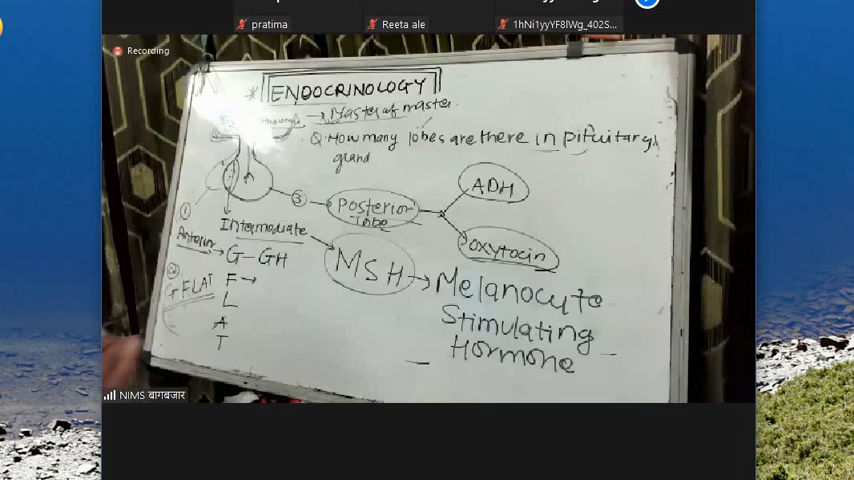 pratima
Reeta ale
1hNi1yyYF8lWg_402S...
Recording
* ENDOCRINOLOGY
→ Master of master
Q. How many lobes are there in pituitary
gland
ADH
③ → Posterior
lobe
①
Intermediate
oxytocin
Anterior → G - GH
MSH → Melanocyte
②
GFLAT
F →
L
Stimulating
A
Hormone
T
NIMS बागबजार